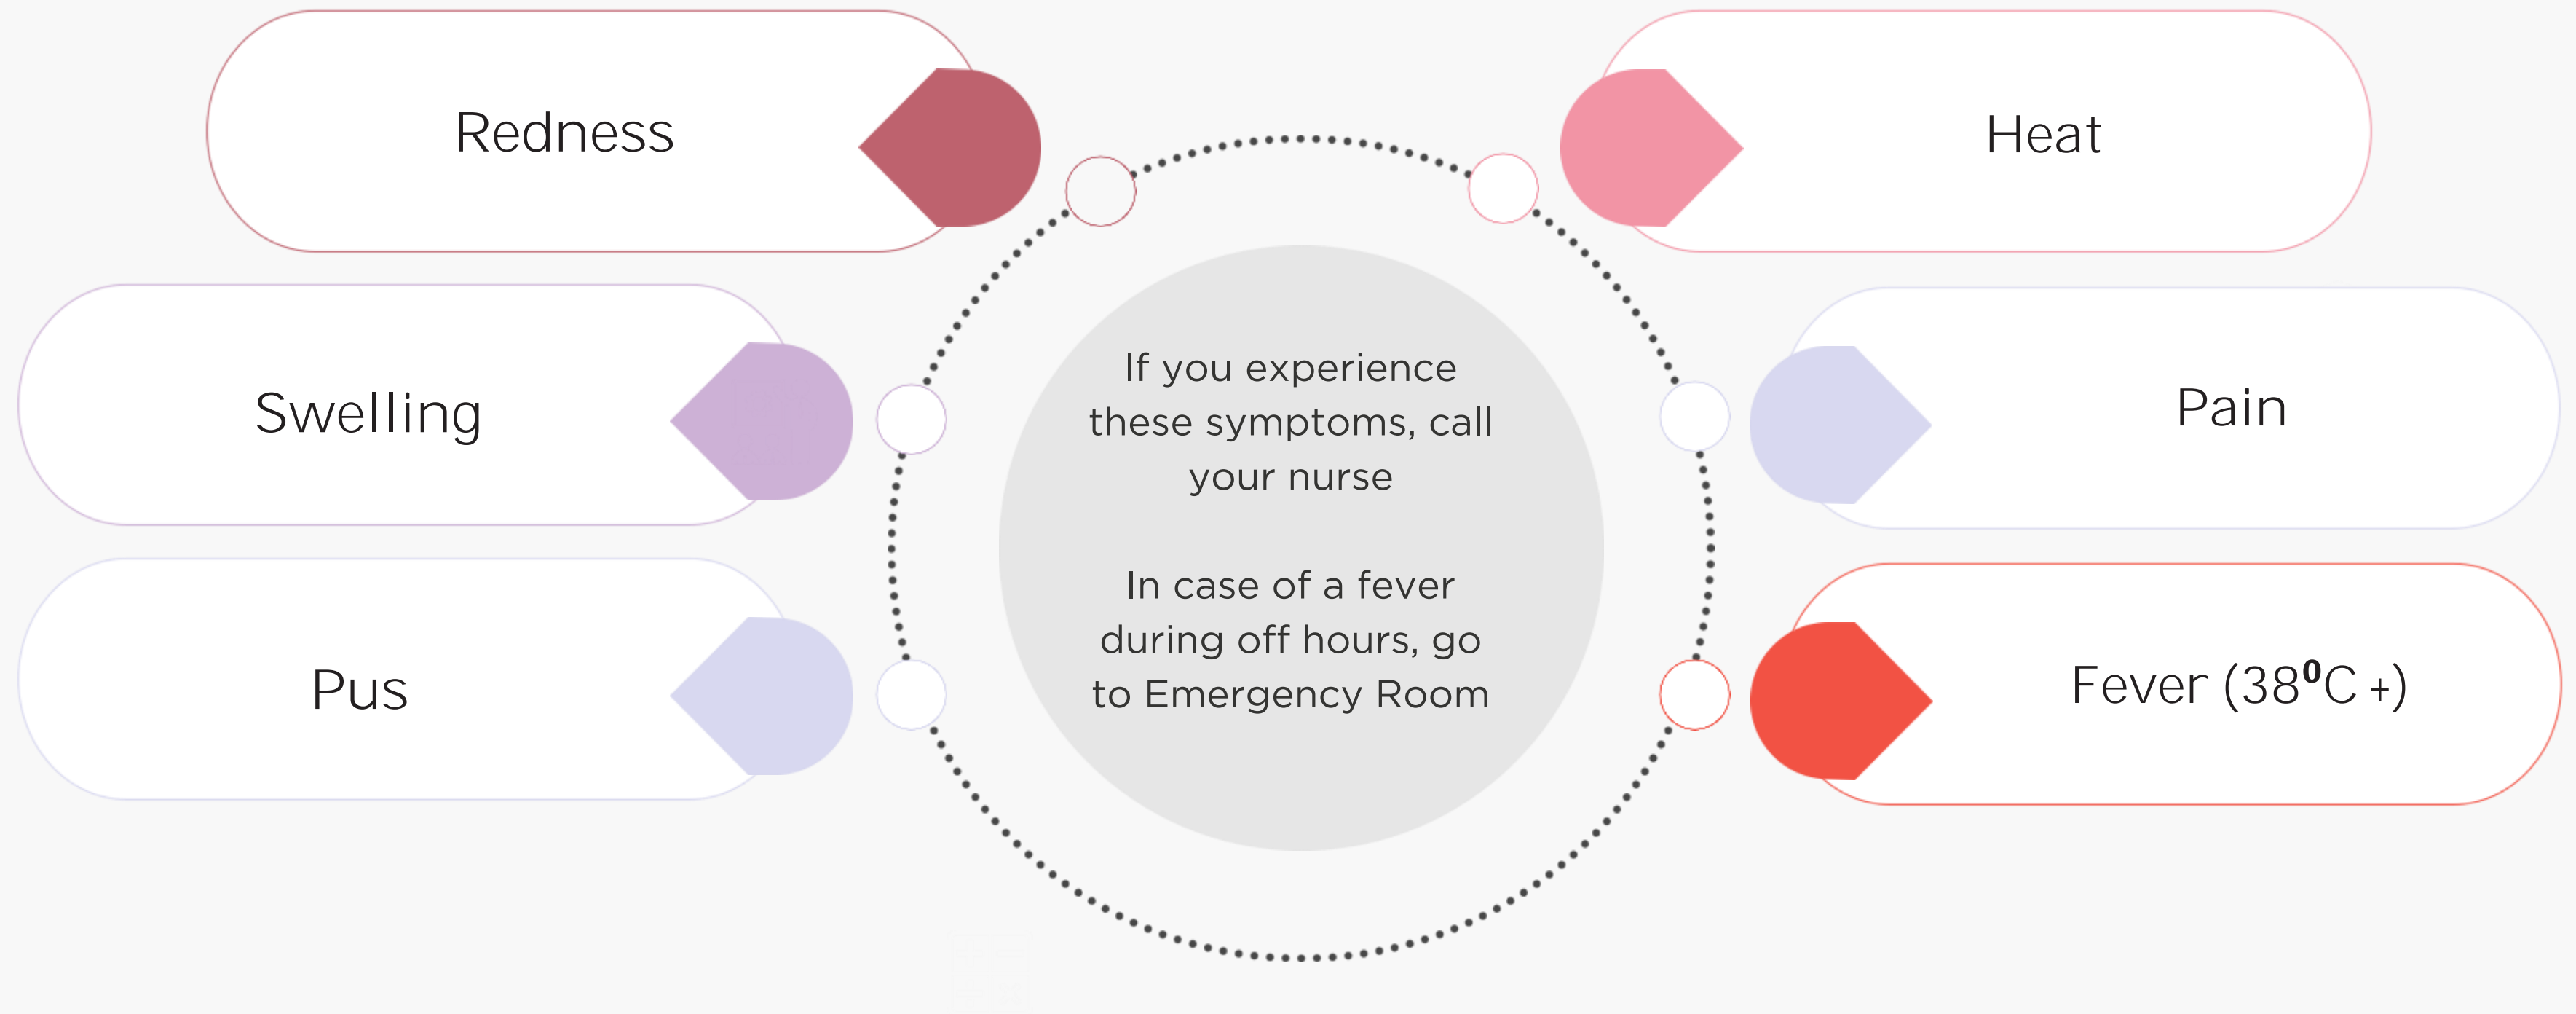 Redness
Heat
Swelling
Pain
Pus
Fever (38⁰C +)
If you experience
these symptoms, call
your nurse
In case of a fever
during off hours, go
to Emergency Room